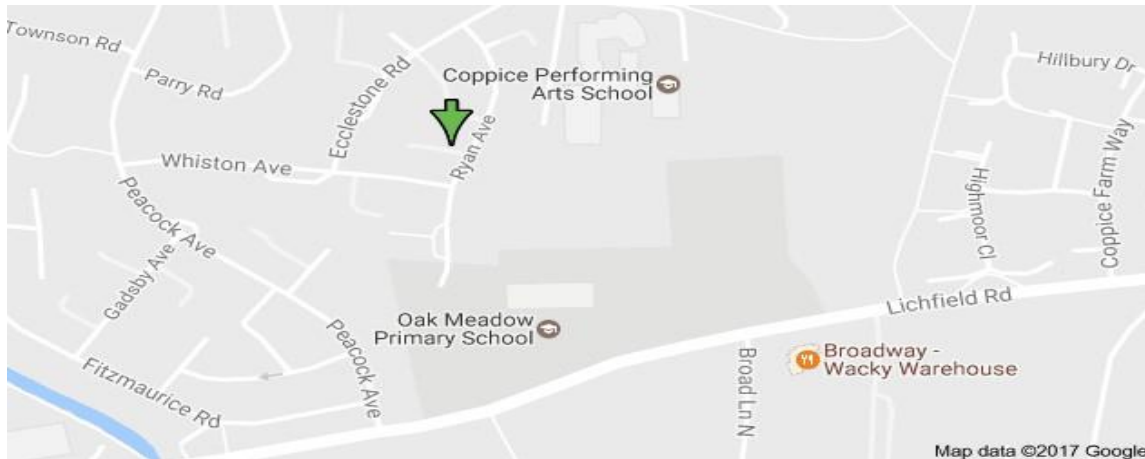 Townson Rd
Parry Rd
Ecclestone Rd
Coppice Performing
Arts School
Hillbury Dr
Whiston Ave
Ryan Ave
Peacock Ave
Highmoor Cl
Coppice Farm Way
Gadsby Ave
Lichfield Rd
Oak Meadow
Primary School
Peacock Ave
Broadway -
Wacky Warehouse
Broad Ln N
Fitzmaurice Rd
Map data ©2017 Google